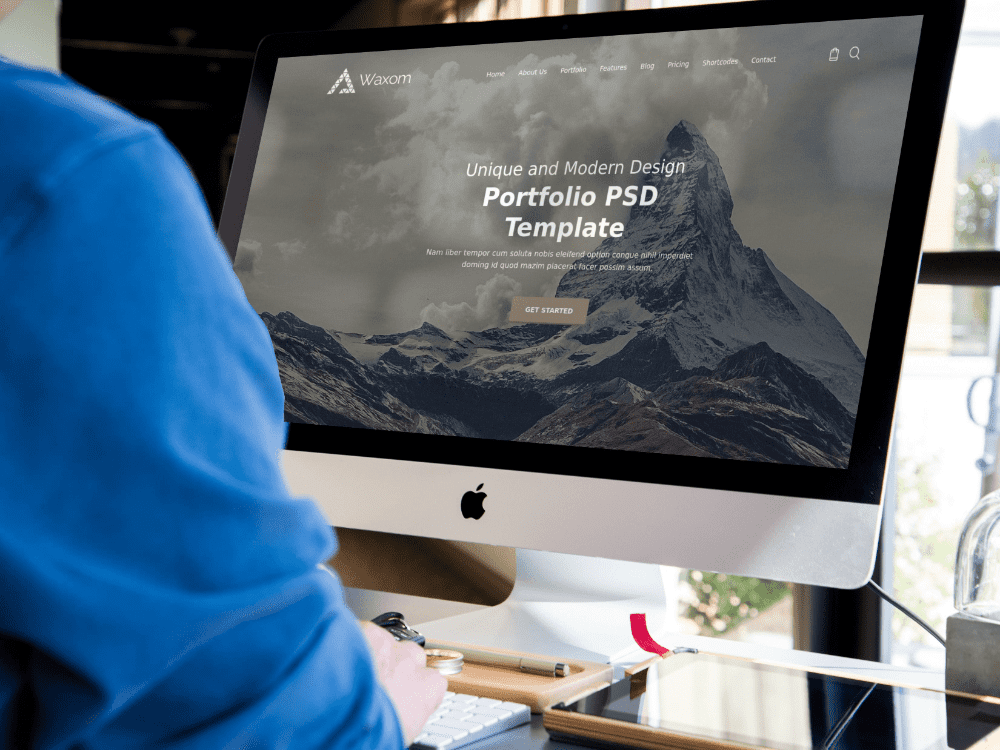 Waxom
Home About Us Portfolio Features Blog Pricing Shortcodes Contact
Unique and Modern Design
Portfolio PSD
Template
Nam liber tempor cum soluta nobis eleifend option congue nihil imperdiet
doming id quod mazim placerat facer possim assum.
GET STARTED